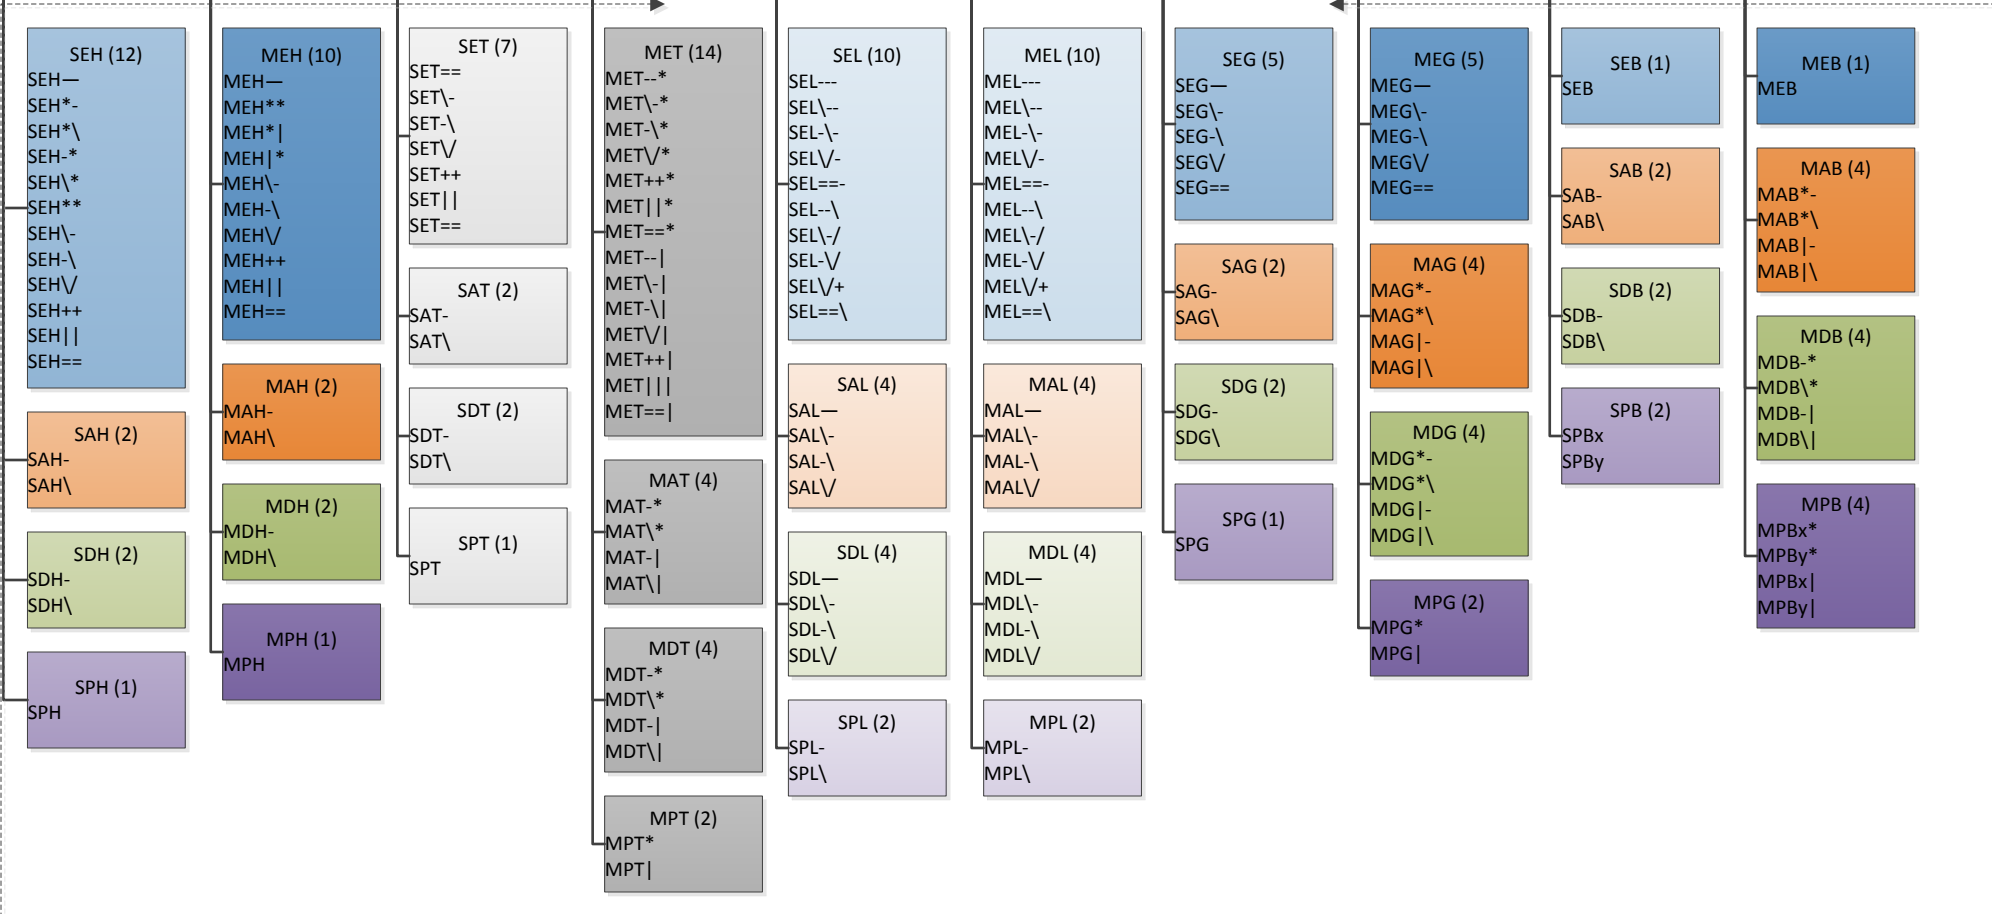 SEH (12)
SEH—
SEH*-
SEH*\
SEH-*
SEH\*
SEH**
SEH\-
SEH-\
SEH\/
SEH++
SEH||
SEH==
SAH (2)
SAH-
SAH\
SDH (2)
SDH-
SDH\
SPH (1)
SPH
MEH (10)
MEH—
MEH**
MEH*|
MEH|*
MEH\-
MEH-\
MEH\/
MEH++
MEH||
MEH==
MAH (2)
MAH-
MAH\
MDH (2)
MDH-
MDH\
MPH (1)
MPH
SET (7)
SET==
SET\-
SET-\
SET\/
SET++
SET||
SET==
SAT (2)
SAT-
SAT\
SDT (2)
SDT-
SDT\
SPT (1)
SPT
MET (14)
MET--*
MET\-*
MET-\*
MET\/*
MET++*
MET||*
MET==*
MET--|
MET\-|
MET-\|
MET\/|
MET++|
MET|||
MET==|
MAT (4)
MAT-*
MAT\*
MAT-|
MAT\|
MDT (4)
MDT-*
MDT\*
MDT-|
MDT\|
MPT (2)
MPT*
MPT|
SEL (10)
SEL---
SEL\--
SEL-\-
SEL\/-
SEL==-
SEL--\
SEL\-/
SEL-\/
SEL\/+
SEL==\
SAL (4)
SAL—
SAL\-
SAL-\
SAL\/
SDL (4)
SDL—
SDL\-
SDL-\
SDL\/
SPL (2)
SPL-
SPL\
MEL (10)
MEL---
MEL\--
MEL-\-
MEL\/-
MEL==-
MEL--\
MEL\-/
MEL-\/
MEL\/+
MEL==\
MAL (4)
MAL—
MAL\-
MAL-\
MAL\/
MDL (4)
MDL—
MDL\-
MDL-\
MDL\/
MPL (2)
MPL-
MPL\
SEG (5)
SEG—
SEG\-
SEG-\
SEG\/
SEG==
SAG (2)
SAG-
SAG\
SDG (2)
SDG-
SDG\
SPG (1)
SPG
MEG (5)
MEG—
MEG\-
MEG-\
MEG\/
MEG==
MAG (4)
MAG*-
MAG*\
MAG|-
MAG|\
MDG (4)
MDG*-
MDG*\
MDG|-
MDG|\
MPG (2)
MPG*
MPG|
SEB (1)
SEB
SAB (2)
SAB-
SAB\
SDB (2)
SDB-
SDB\
SPB (2)
SPBx
SPBy
MEB (1)
MEB
MAB (4)
MAB*-
MAB*\
MAB|-
MAB|\
MDB (4)
MDB-*
MDB\*
MDB-|
MDB\|
MPB (4)
MPBx*
MPBy*
MPBx|
MPBy|